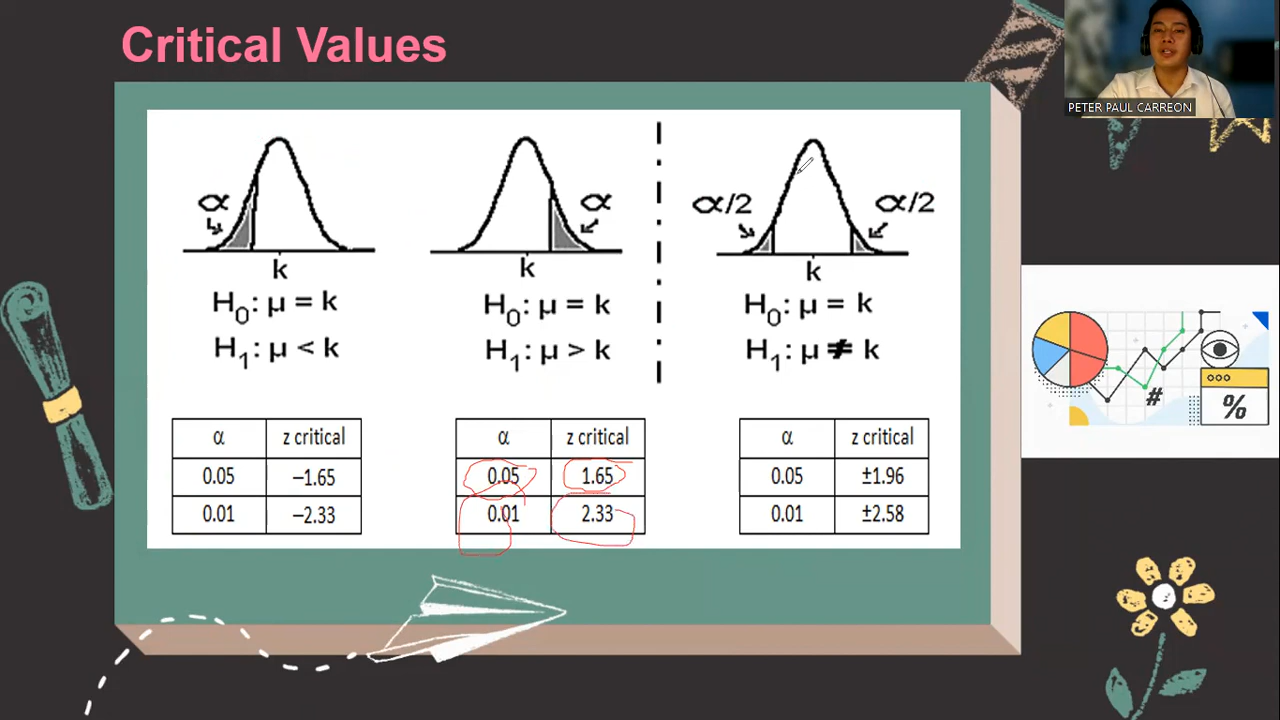 Critical Values
PETER PAUL CARREON
α
k
H₀: μ = k
H₁: μ < k
α z critical
0.05 –1.65
0.01 –2.33
α
k
H₀: μ = k
H₁: μ > k
α z critical
0.05 1.65
0.01 2.33
α/2 α/2
k
H₀: μ = k
H₁: μ ≠ k
α z critical
0.05 ±1.96
0.01 ±2.58
#
%